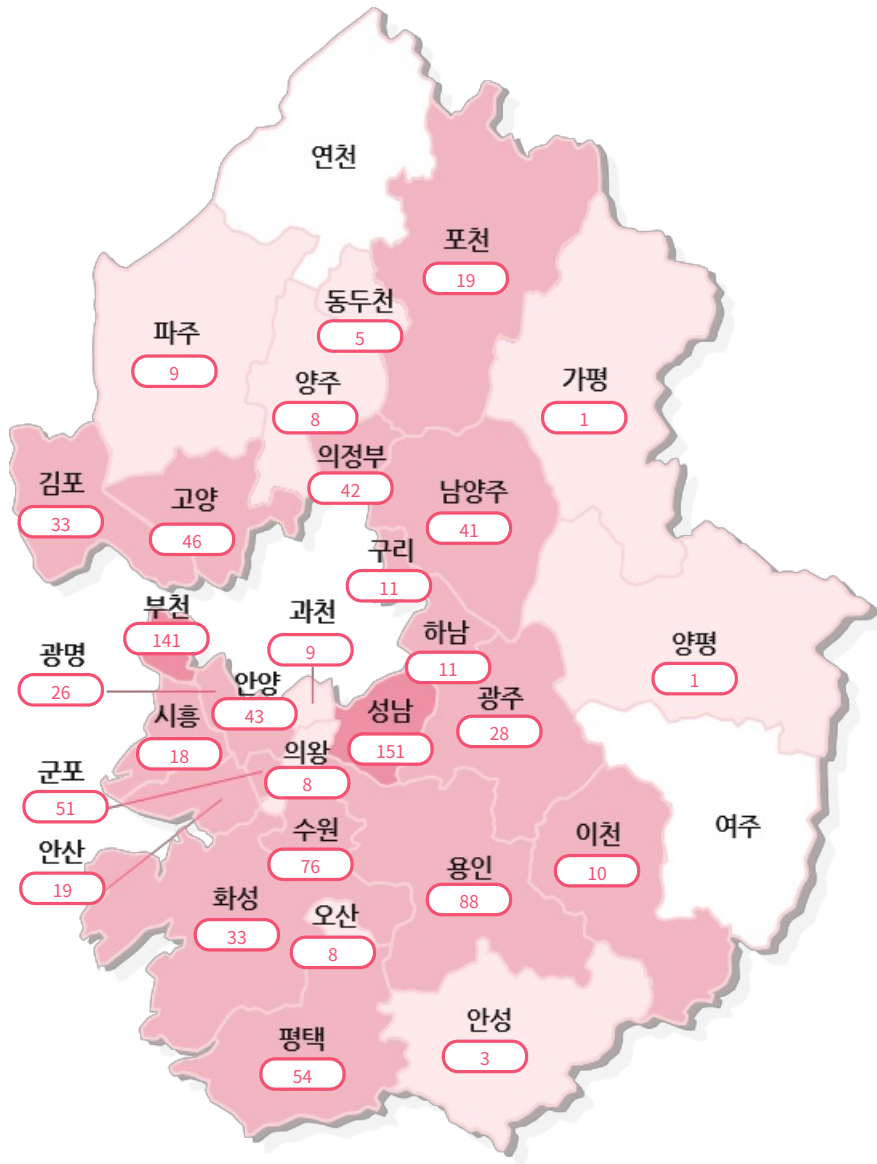 연천
포천
19
동두천
5
파주
9
양주
8
가평
1
의정부
42
김포
33
고양
46
남양주
41
구리
11
부천
141
과천
9
하남
11
양평
1
광명
26
안양
43
시흥
18
성남
151
광주
28
의왕
8
군포
51
수원
76
이천
10
여주
안산
19
용인
88
화성
33
오산
8
안성
3
평택
54